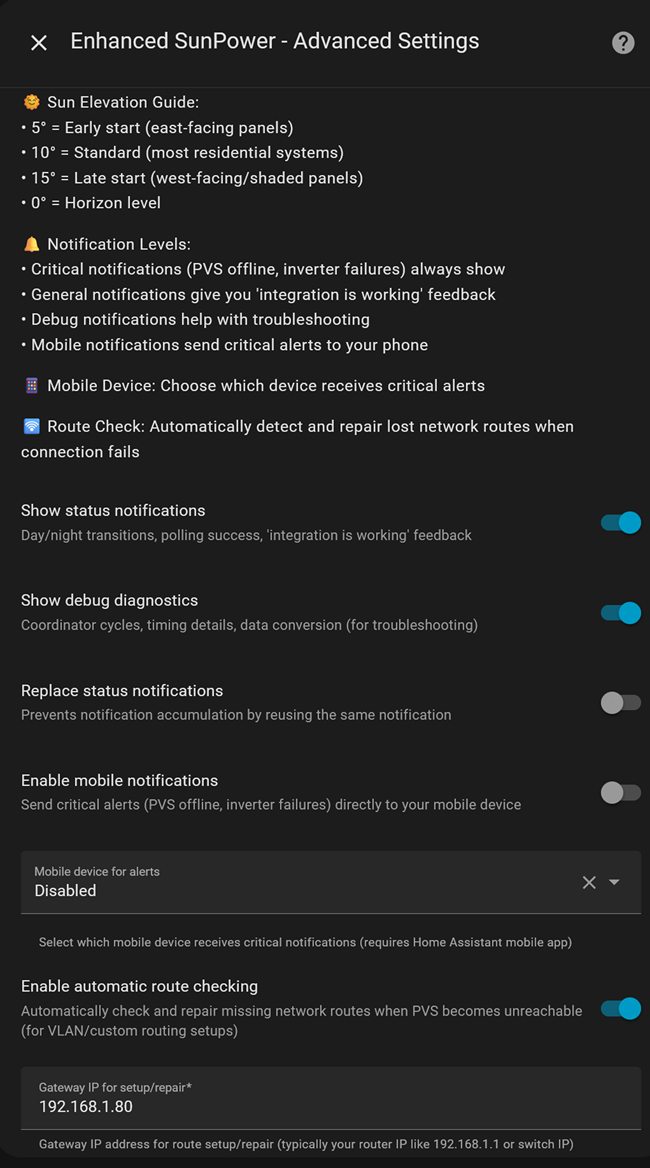 Enhanced SunPower - Advanced Settings
Sun Elevation Guide:
• 5° = Early start (east-facing panels)
• 10° = Standard (most residential systems)
• 15° = Late start (west-facing/shaded panels)
• 0° = Horizon level
Notification Levels:
• Critical notifications (PVS offline, inverter failures) always show
• General notifications give you 'integration is working' feedback
• Debug notifications help with troubleshooting
• Mobile notifications send critical alerts to your phone
Mobile Device: Choose which device receives critical alerts
Route Check: Automatically detect and repair lost network routes when
connection fails
Show status notifications
Day/night transitions, polling success, 'integration is working' feedback
Show debug diagnostics
Coordinator cycles, timing details, data conversion (for troubleshooting)
Replace status notifications
Prevents notification accumulation by reusing the same notification
Enable mobile notifications
Send critical alerts (PVS offline, inverter failures) directly to your mobile device
Mobile device for alerts
Disabled
Select which mobile device receives critical notifications (requires Home Assistant mobile app)
Enable automatic route checking
Automatically check and repair missing network routes when PVS becomes unreachable
(for VLAN/custom routing setups)
Gateway IP for setup/repair*
192.168.1.80
Gateway IP address for route setup/repair (typically your router IP like 192.168.1.1 or switch IP)